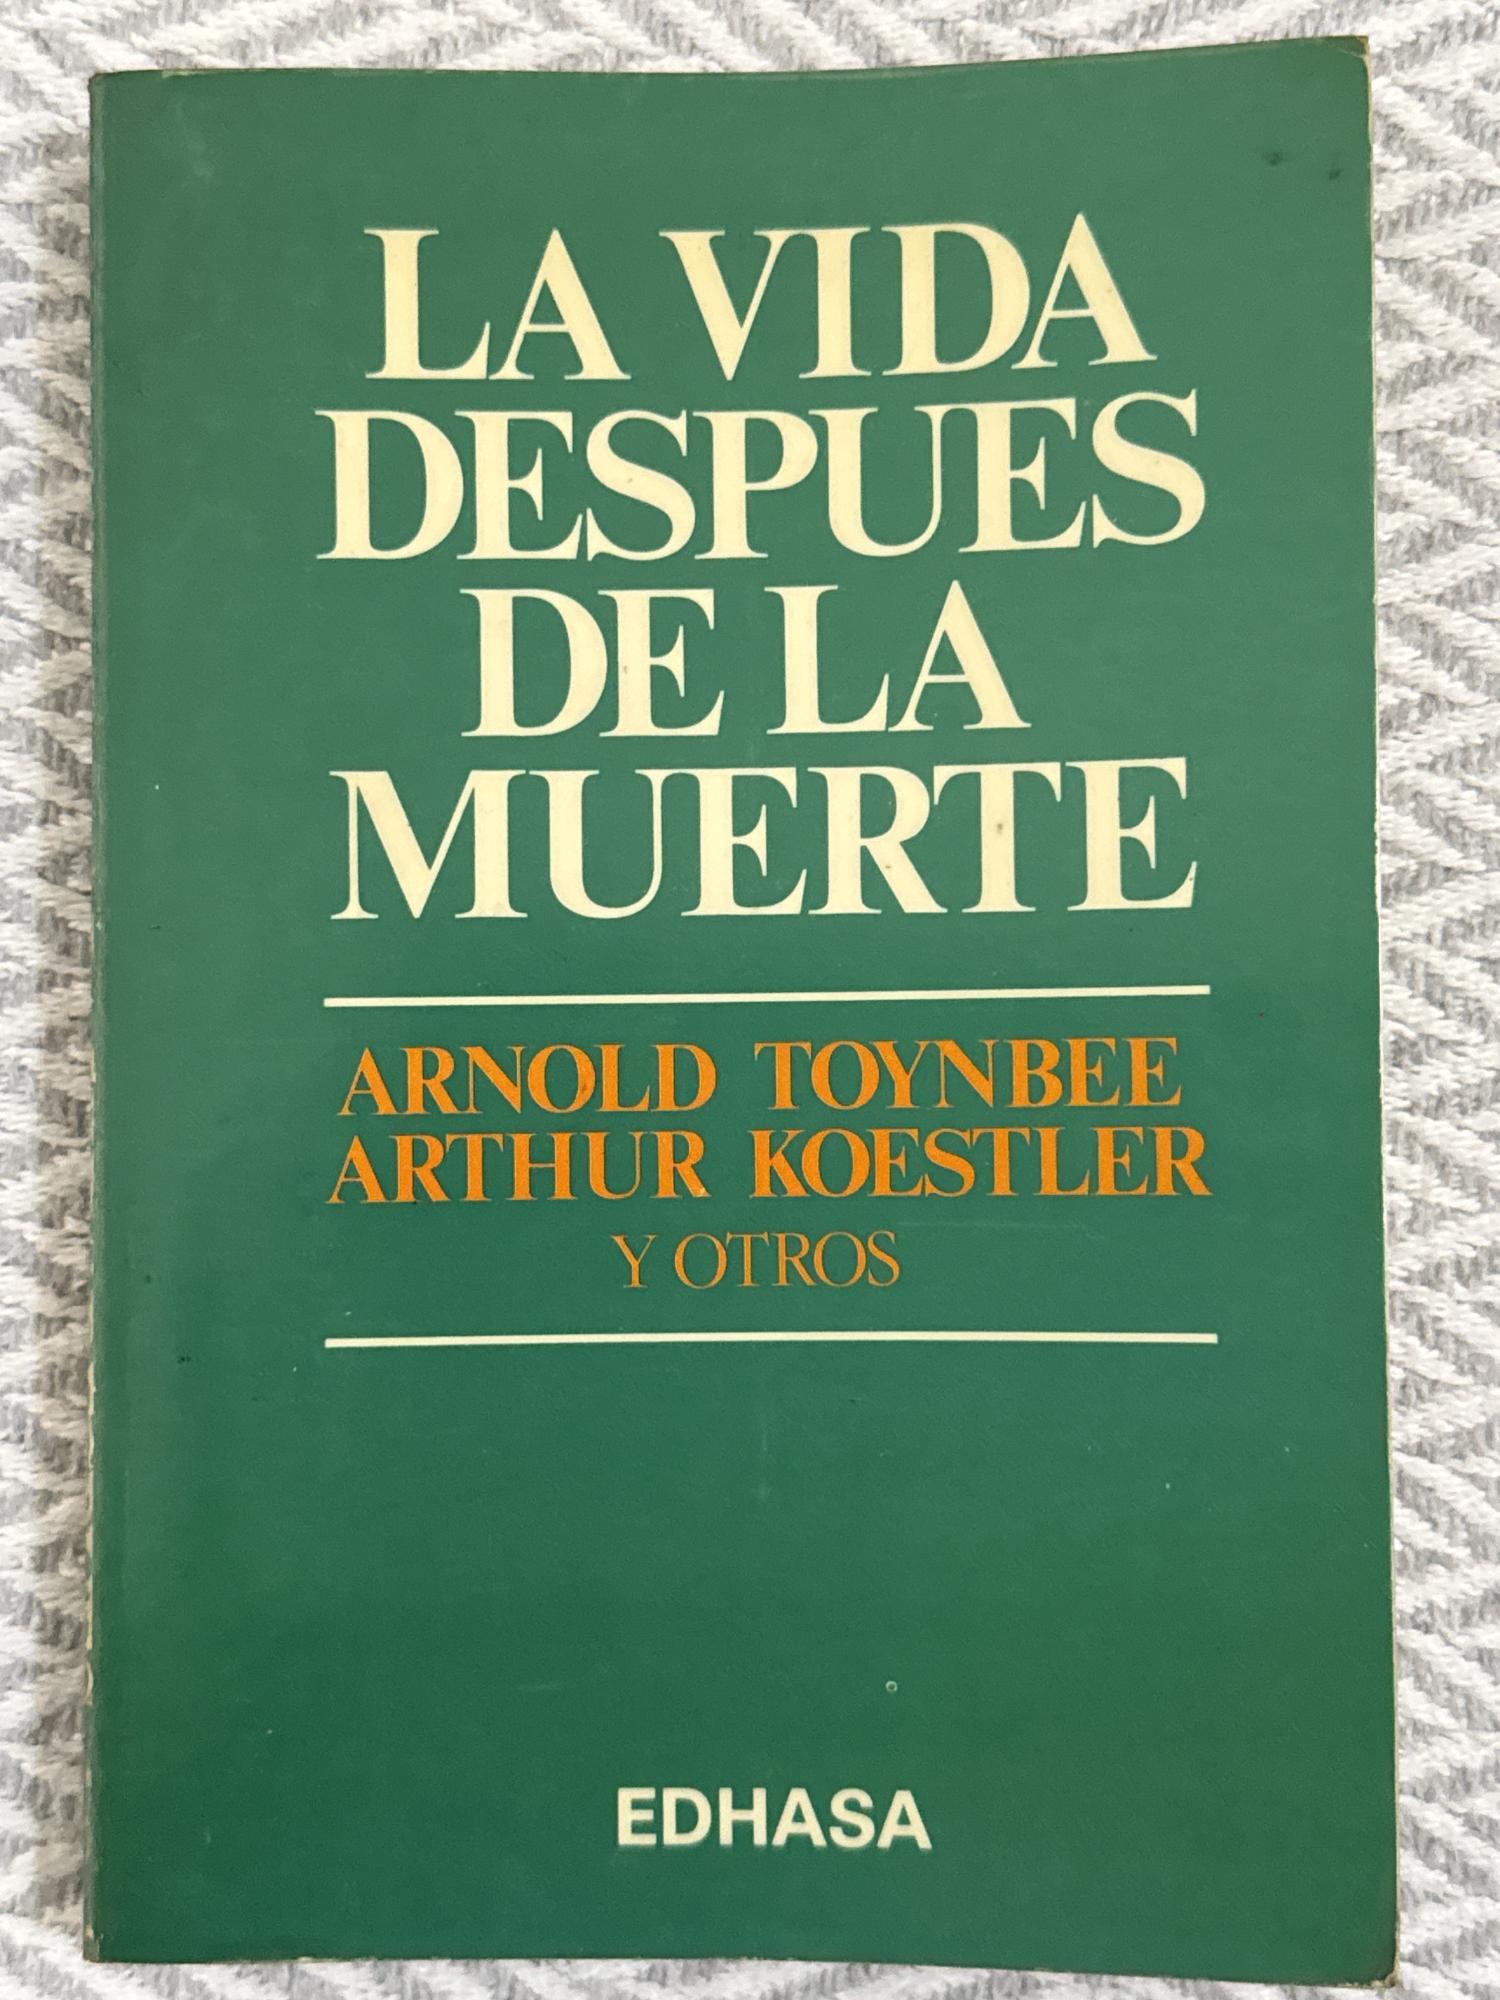 LA VIDA
DESPUES
DE LA
MUERTE
ARNOLD TOYNBEE
ARTHUR KOESTLER
Y OTROS
EDHASA